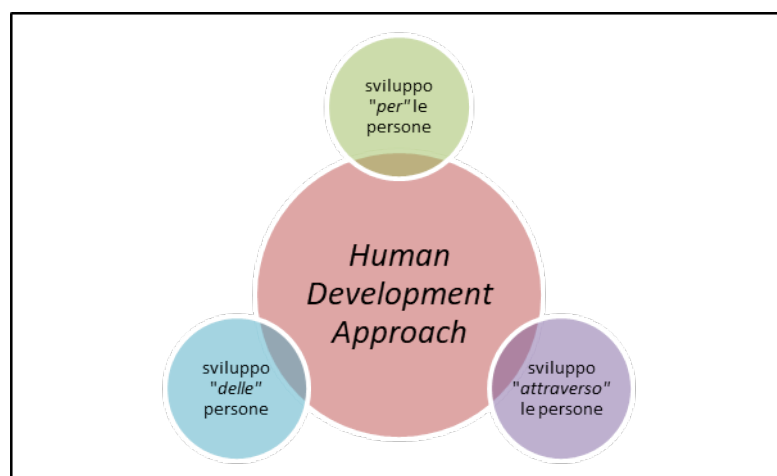 sviluppo
"per" le
persone
Human
Development
Approach
sviluppo
"delle"
persone
sviluppo
"attraverso"
le persone